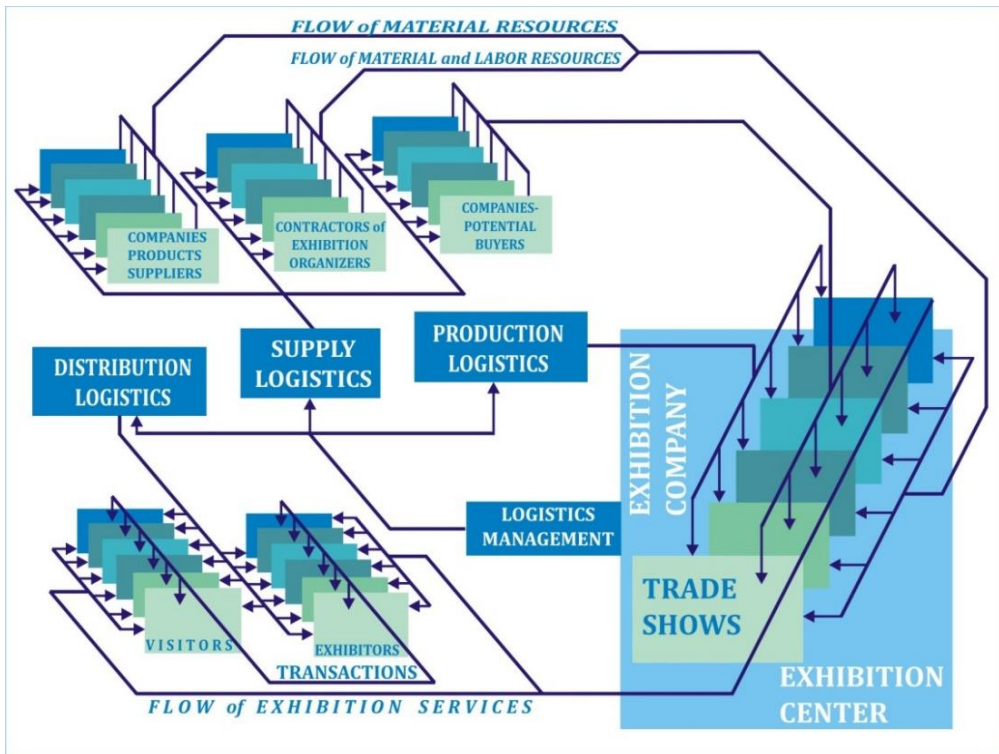 FLOW of MATERIAL RESOURCES
FLOW of MATERIAL and LABOR RESOURCES
COMPANIES
PRODUCTS
SUPPLIERS
CONTRACTORS of
EXHIBITION
ORGANIZERS
COMPANIES-
POTENTIAL
BUYERS
DISTRIBUTION
LOGISTICS
SUPPLY
LOGISTICS
PRODUCTION
LOGISTICS
LOGISTICS
MANAGEMENT
EXHIBITION
COMPANY
TRADE
SHOWS
EXHIBITION
CENTER
VISITORS
EXHIBITORS
TRANSACTIONS
FLOW of EXHIBITION SERVICES